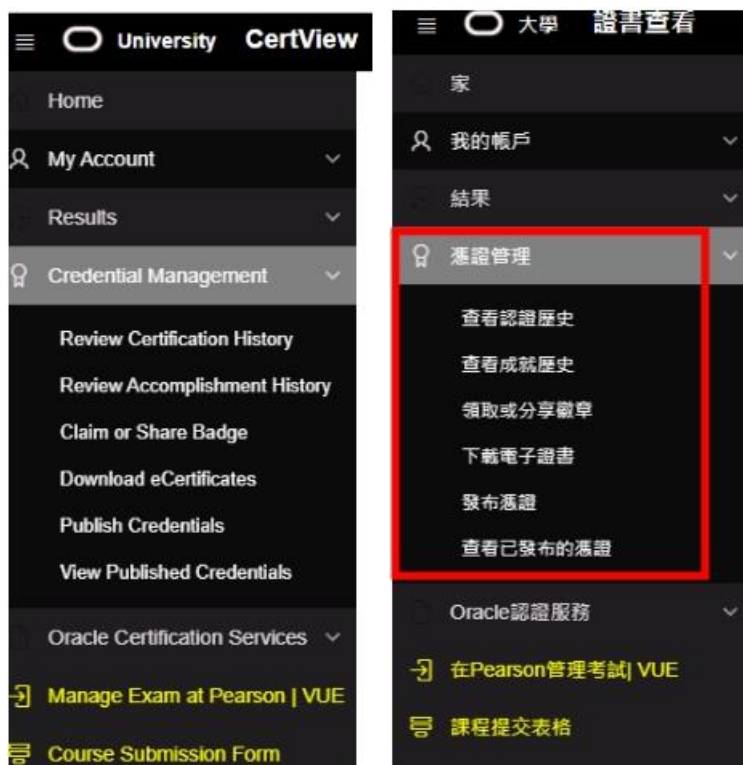 University CertView
Home
My Account
Results
Credential Management
Review Certification History
Review Accomplishment History
Claim or Share Badge
Download eCertificates
Publish Credentials
View Published Credentials
Oracle Certification Services
Manage Exam at Pearson | VUE
Course Submission Form
大學 證書查看
家
我的帳戶
結果
憑證管理
查看認證歷史
查看成就歷史
領取或分享徽章
下載電子證書
發布憑證
查看已發布的憑證
Oracle認證服務
在Pearson管理考試| VUE
課程提交表格